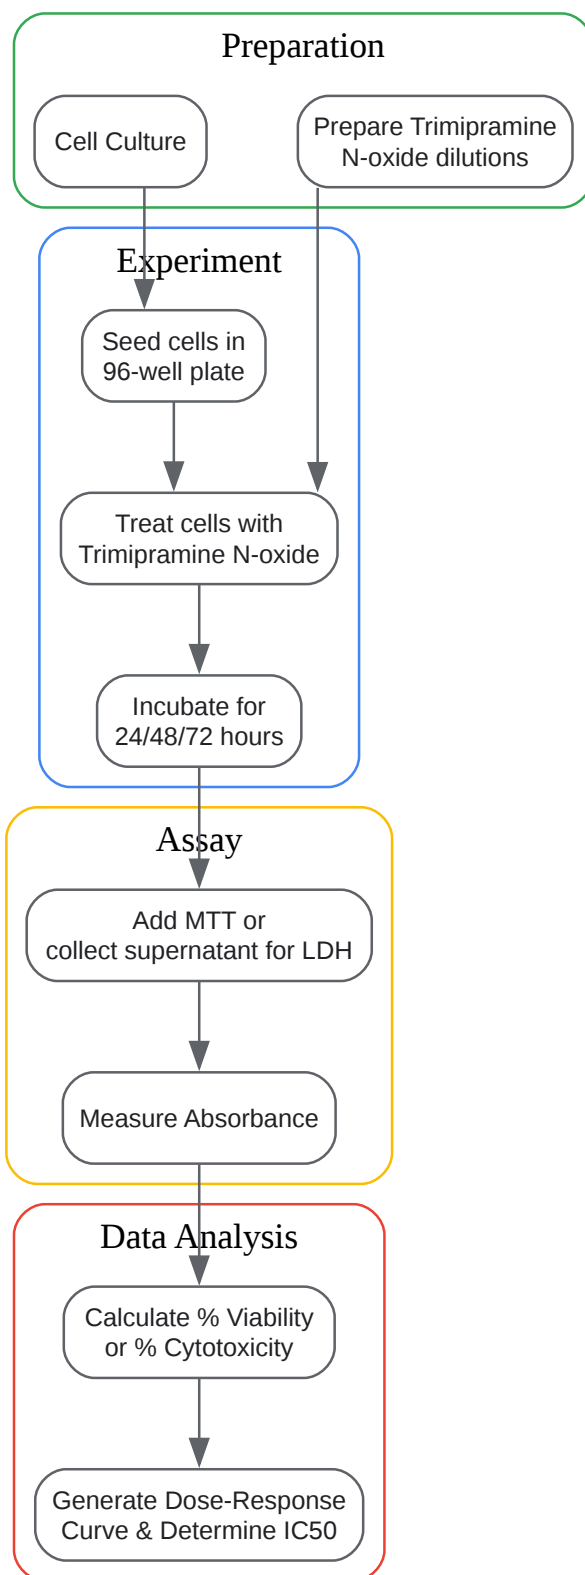 Preparation
Cell Culture
Prepare Trimipramine
N-oxide dilutions
Experiment
Seed cells in
96-well plate
Treat cells with
Trimipramine N-oxide
Incubate for
24/48/72 hours
Assay
Add MTT or
collect supernatant for LDH
Measure Absorbance
Data Analysis
Calculate % Viability
or % Cytotoxicity
Generate Dose-Response
Curve & Determine IC50